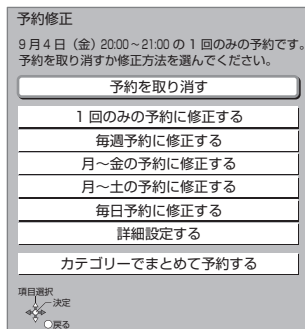 予約修正
9月4日（金）20:00～21:00の1回のみの予約です。
予約を取り消すか修正方法を選んでください。
予約を取り消す
1回のみの予約に修正する
毎週予約に修正する
月～金の予約に修正する
月～土の予約に修正する
毎日予約に修正する
詳細設定する
カテゴリーでまとめて予約する
項目選択
決定
戻る